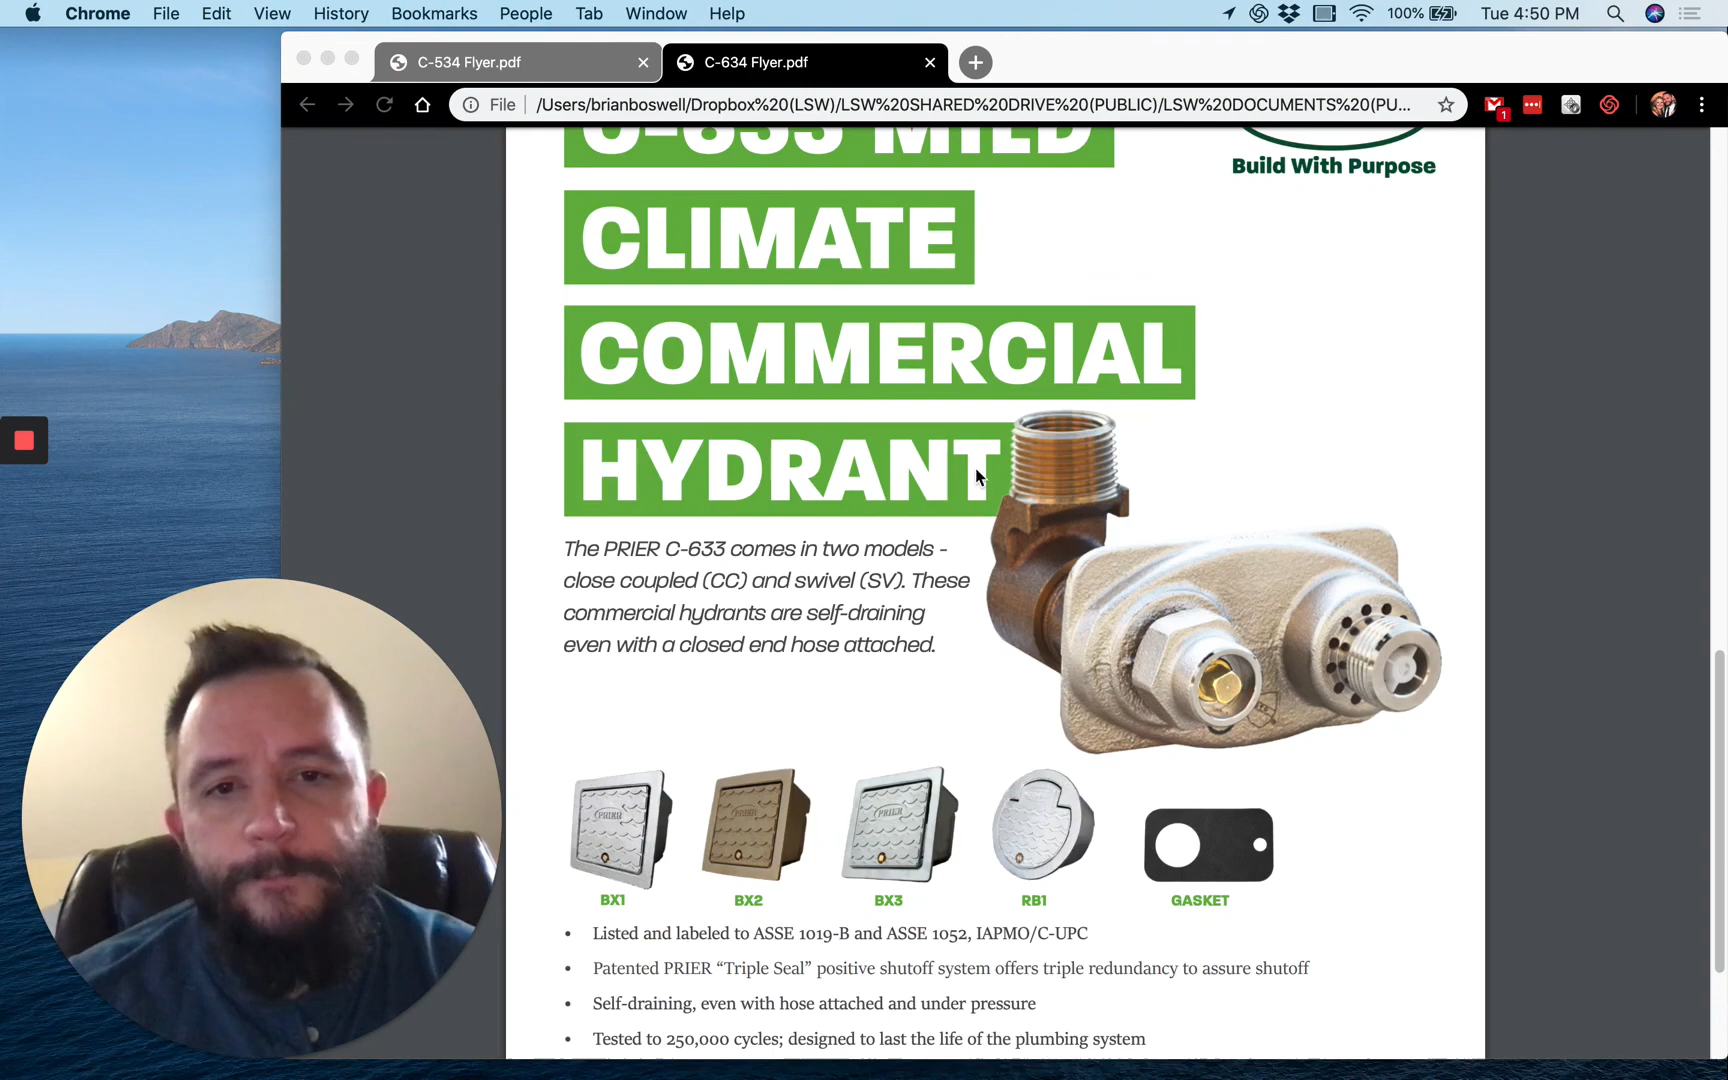 Chrome File Edit View History Bookmarks People Tab Window Help 100% Tue 4:50 PM
C-534 Flyer.pdf C-634 Flyer.pdf
File /Users/brianboswell/Dropbox%20(LSW)/LSW%20SHARED%20DRIVE%20(PUBLIC)/LSW%20DOCUMENTS%20(PU... 1
C-633 MILD
Build With Purpose
CLIMATE
COMMERCIAL
HYDRANT
The PRIER C-633 comes in two models -
close coupled (CC) and swivel (SV). These
commercial hydrants are self-draining
even with a closed end hose attached.
PRIER PRIER PRIER
BX1 BX2 BX3 RB1 GASKET
• Listed and labeled to ASSE 1019-B and ASSE 1052, IAPMO/C-UPC
• Patented PRIER “Triple Seal” positive shutoff system offers triple redundancy to assure shutoff
• Self-draining, even with hose attached and under pressure
• Tested to 250,000 cycles; designed to last the life of the plumbing system